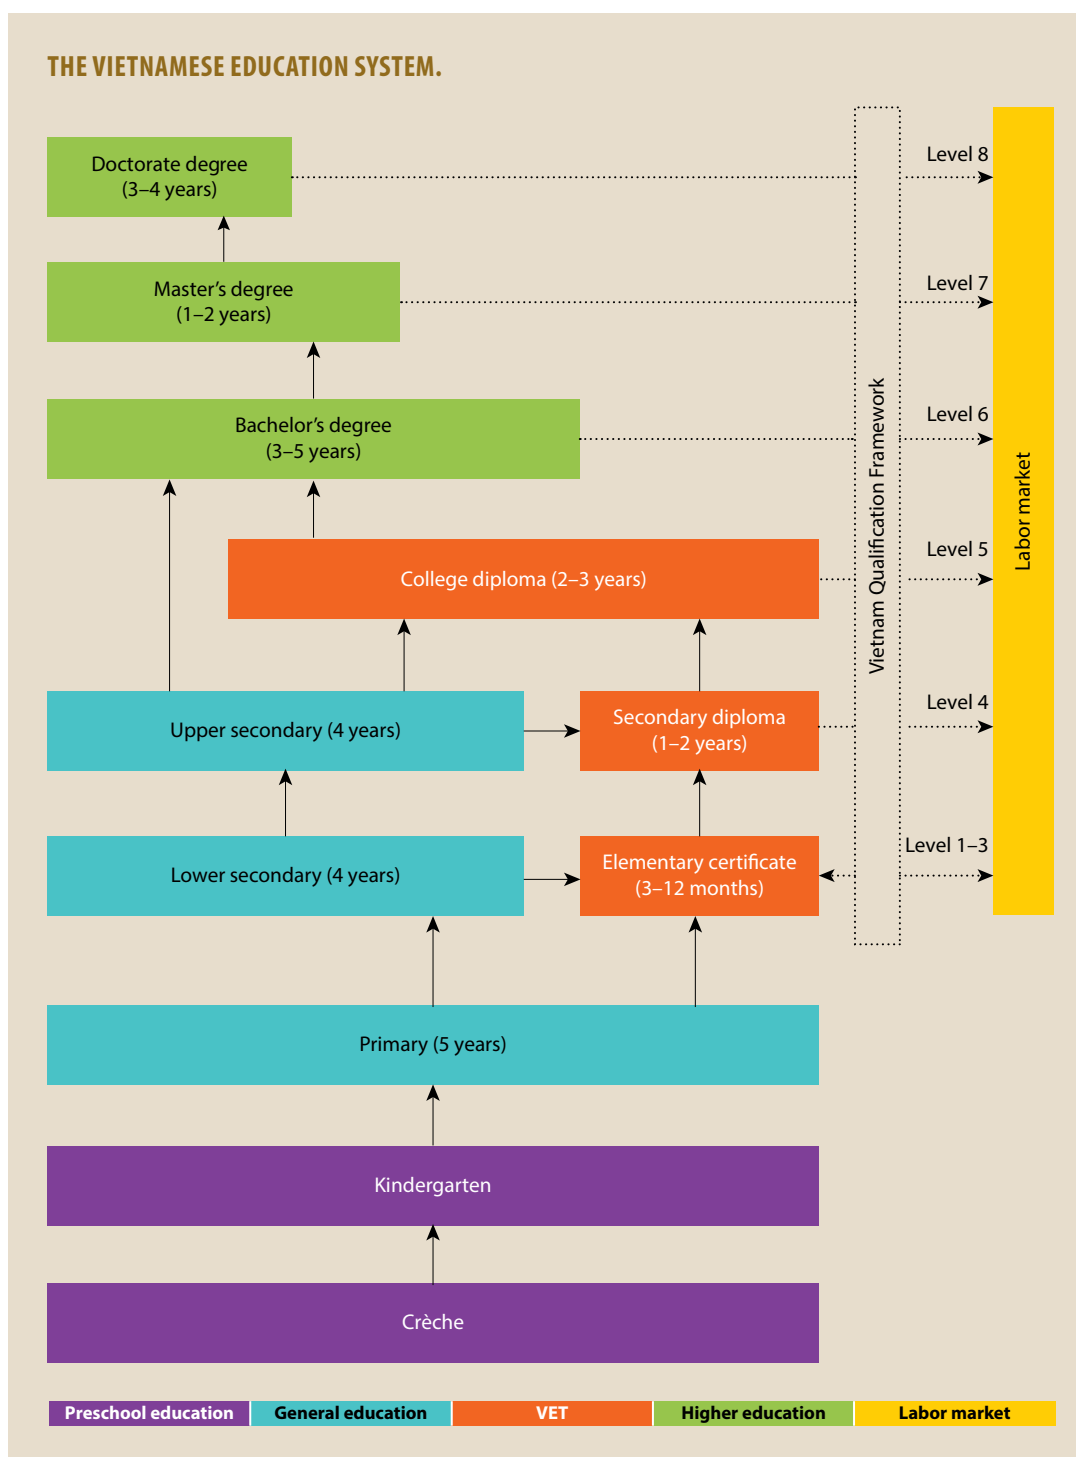 THE VIETNAMESE EDUCATION SYSTEM.
Doctorate degree
(3–4 years)
Level 8
Master's degree
(1–2 years)
Level 7
Bachelor's degree
(3–5 years)
Level 6
Vietnam Qualification Framework
Labor market
College diploma (2–3 years)
Level 5
Upper secondary (4 years)
Secondary diploma
(1–2 years)
Level 4
Lower secondary (4 years)
Elementary certificate
(3–12 months)
Level 1–3
Primary (5 years)
Kindergarten
Crèche
Preschool education
General education
VET
Higher education
Labor market